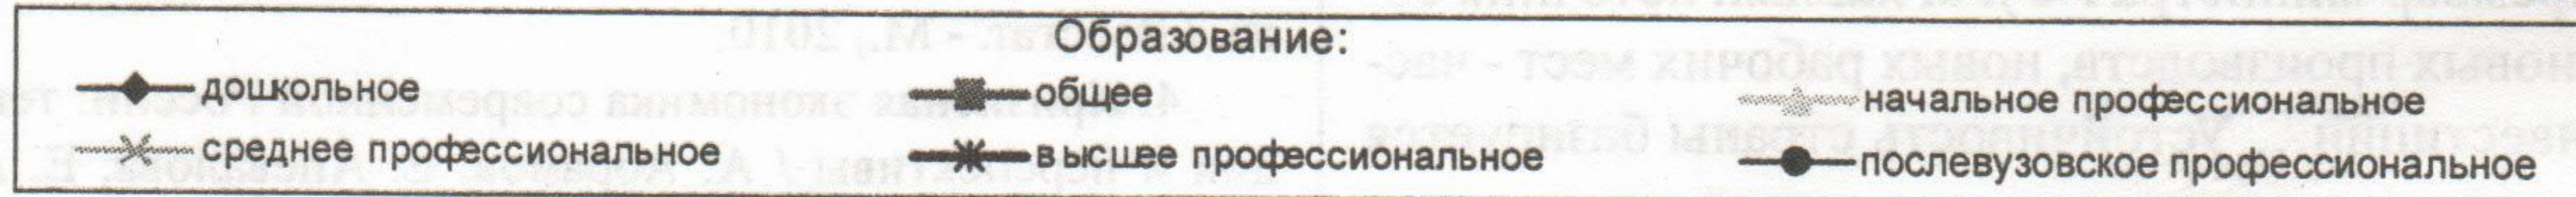 Образование:
дошкольное общее начальное профессиональное
среднее профессиональное высшее профессиональное послевузовское профессиональное